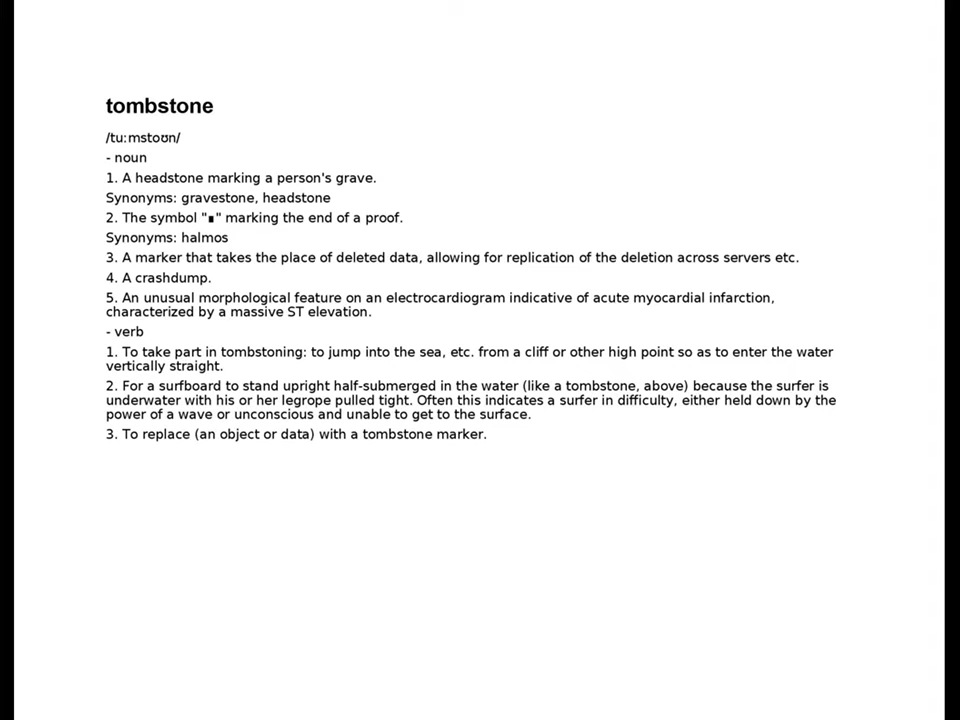 tombstone
/tuːmstoʊn/
- noun
1. A headstone marking a person's grave.
Synonyms: gravestone, headstone
2. The symbol "∎" marking the end of a proof.
Synonyms: halmos
3. A marker that takes the place of deleted data, allowing for replication of the deletion across servers etc.
4. A crashdump.
5. An unusual morphological feature on an electrocardiogram indicative of acute myocardial infarction,
characterized by a massive ST elevation.
- verb
1. To take part in tombstoning: to jump into the sea, etc. from a cliff or other high point so as to enter the water
vertically straight.
2. For a surfboard to stand upright half-submerged in the water (like a tombstone, above) because the surfer is
underwater with his or her legrope pulled tight. Often this indicates a surfer in difficulty, either held down by the
power of a wave or unconscious and unable to get to the surface.
3. To replace (an object or data) with a tombstone marker.